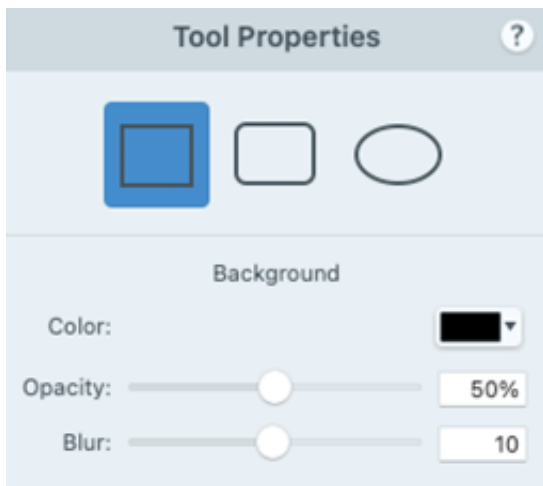 Tool Properties ?
Background
Color:
Opacity: 50%
Blur: 10